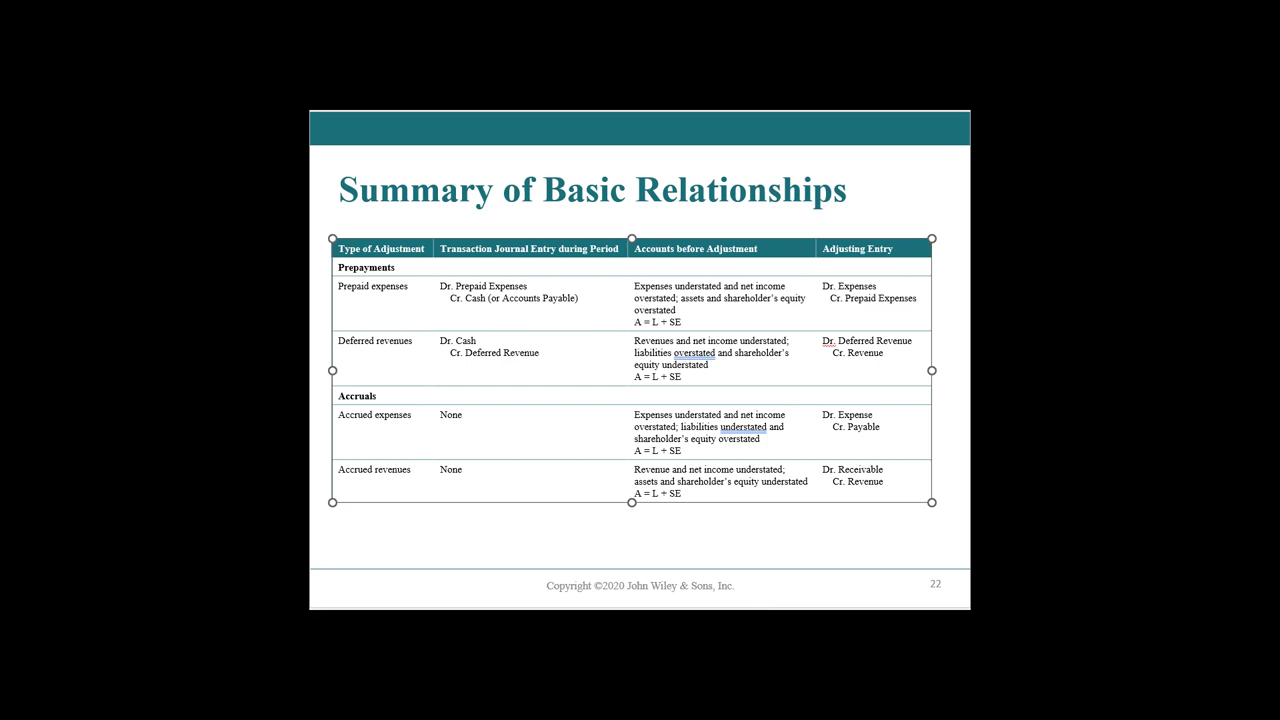 Summary of Basic Relationships
Type of Adjustment Transaction Journal Entry during Period Accounts before Adjustment Adjusting Entry
Prepayments
Prepaid expenses Dr. Prepaid Expenses Expenses understated and net income Dr. Expenses
Cr. Cash (or Accounts Payable) overstated; assets and shareholder’s equity Cr. Prepaid Expenses
overstated
A = L + SE
Deferred revenues Dr. Cash Revenues and net income understated; Dr. Deferred Revenue
Cr. Deferred Revenue liabilities overstated and shareholder’s Cr. Revenue
equity understated
A = L + SE
Accruals
Accrued expenses None Expenses understated and net income Dr. Expense
overstated; liabilities understated and Cr. Payable
shareholder’s equity overstated
A = L + SE
Accrued revenues None Revenue and net income understated; Dr. Receivable
assets and shareholder’s equity understated Cr. Revenue
A = L + SE
Copyright ©2020 John Wiley & Sons, Inc. 22